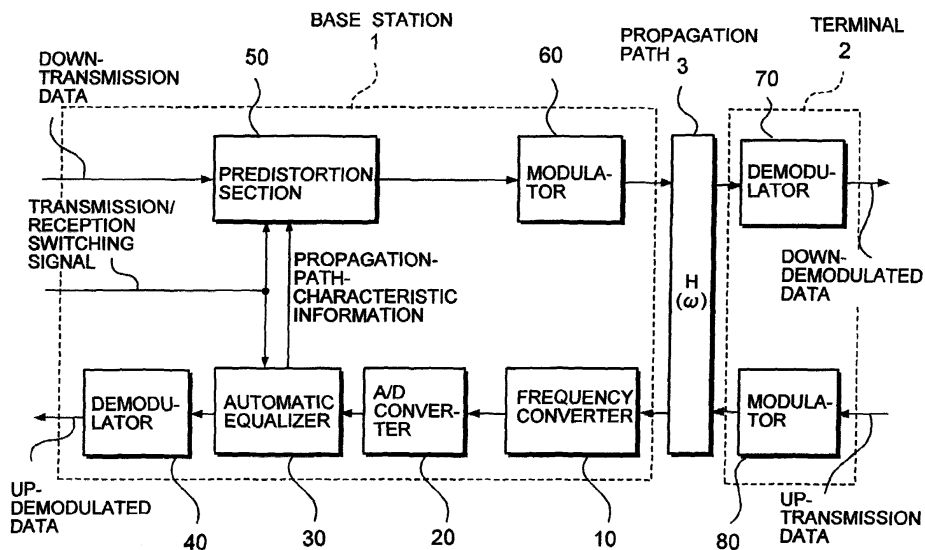 BASE STATION
1
PROPAGATION
PATH
3
TERMINAL
2
DOWN-
TRANSMISSION
DATA
50
60
70
PREDISTORTION
SECTION
MODULA-
TOR
DEMODU-
LATOR
TRANSMISSION/
RECEPTION
SWITCHING
SIGNAL
PROPAGATION-
PATH-
CHARACTERISTIC
INFORMATION
H
(ω)
DOWN-
DEMODULATED
DATA
DEMODU-
LATOR
AUTOMATIC
EQUALIZER
A/D
CONVER-
TER
FREQUENCY
CONVERTER
MODULA-
TOR
UP-
DEMODULATED
DATA
40
30
20
10
80
UP-
TRANSMISSION
DATA